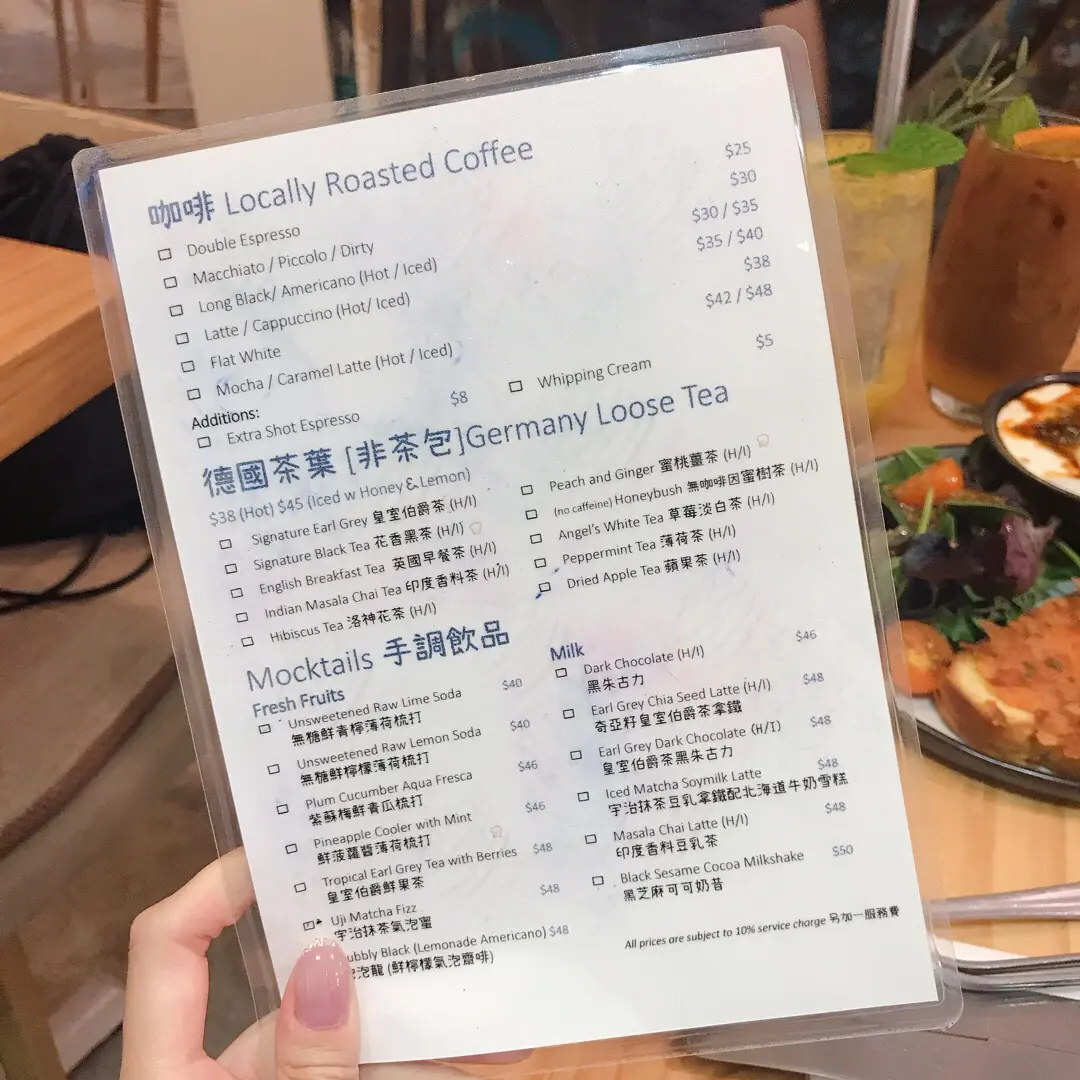 咖啡 Locally Roasted Coffee
Double Espresso $25
Macchiato / Piccolo / Dirty $30
Long Black/ Americano (Hot / Iced) $30 / $35
Latte / Cappuccino (Hot/ Iced) $35 / $40
Flat White $38
Mocha / Caramel Latte (Hot / Iced) $42 / $48
Additions:
Extra Shot Espresso $8
Whipping Cream $5
德國茶葉 [非茶包]Germany Loose Tea
$38 (Hot) $45 (Iced w Honey & Lemon)
Signature Earl Grey 皇室伯爵茶 (H/I)
Signature Black Tea 花香黑茶 (H/I)
English Breakfast Tea 英國早餐茶 (H/I)
Indian Masala Chai Tea 印度香料茶 (H/I)
Hibiscus Tea 洛神花茶 (H/I)
Peach and Ginger 蜜桃薑茶 (H/I)
(no caffeine) Honeybush 無咖啡因蜜樹茶 (H/I)
Angel's White Tea 草莓淡白茶 (H/I)
Peppermint Tea 薄荷茶 (H/I)
Dried Apple Tea 蘋果茶 (H/I)
Mocktails 手調飲品
Fresh Fruits
Unsweetened Raw Lime Soda $40
無糖鮮青檸薄荷梳打
Unsweetened Raw Lemon Soda $40
無糖鮮檸檬薄荷梳打
Plum Cucumber Aqua Fresca $46
紫蘇梅鮮青瓜梳打
Pineapple Cooler with Mint $46
鮮菠蘿醬薄荷梳打
Tropical Earl Grey Tea with Berries $48
皇室伯爵鮮果茶
Uji Matcha Fizz $48
宇治抹茶氣泡蜜
ubbly Black (Lemonade Americano) $48
泡龍 (鮮檸檬氣泡齋啡)
Milk
Dark Chocolate (H/I) $46
黑朱古力
Earl Grey Chia Seed Latte (H/I) $48
奇亞籽皇室伯爵茶拿鐵
Earl Grey Dark Chocolate (H/I) $48
皇室伯爵茶黑朱古力
Iced Matcha Soymilk Latte $48
宇治抹茶豆乳拿鐵配北海道牛奶雪糕
Masala Chai Latte (H/I) $48
印度香料豆乳茶
Black Sesame Cocoa Milkshake $50
黑芝麻可可奶昔
All prices are subject to 10% service charge 另加一服務費